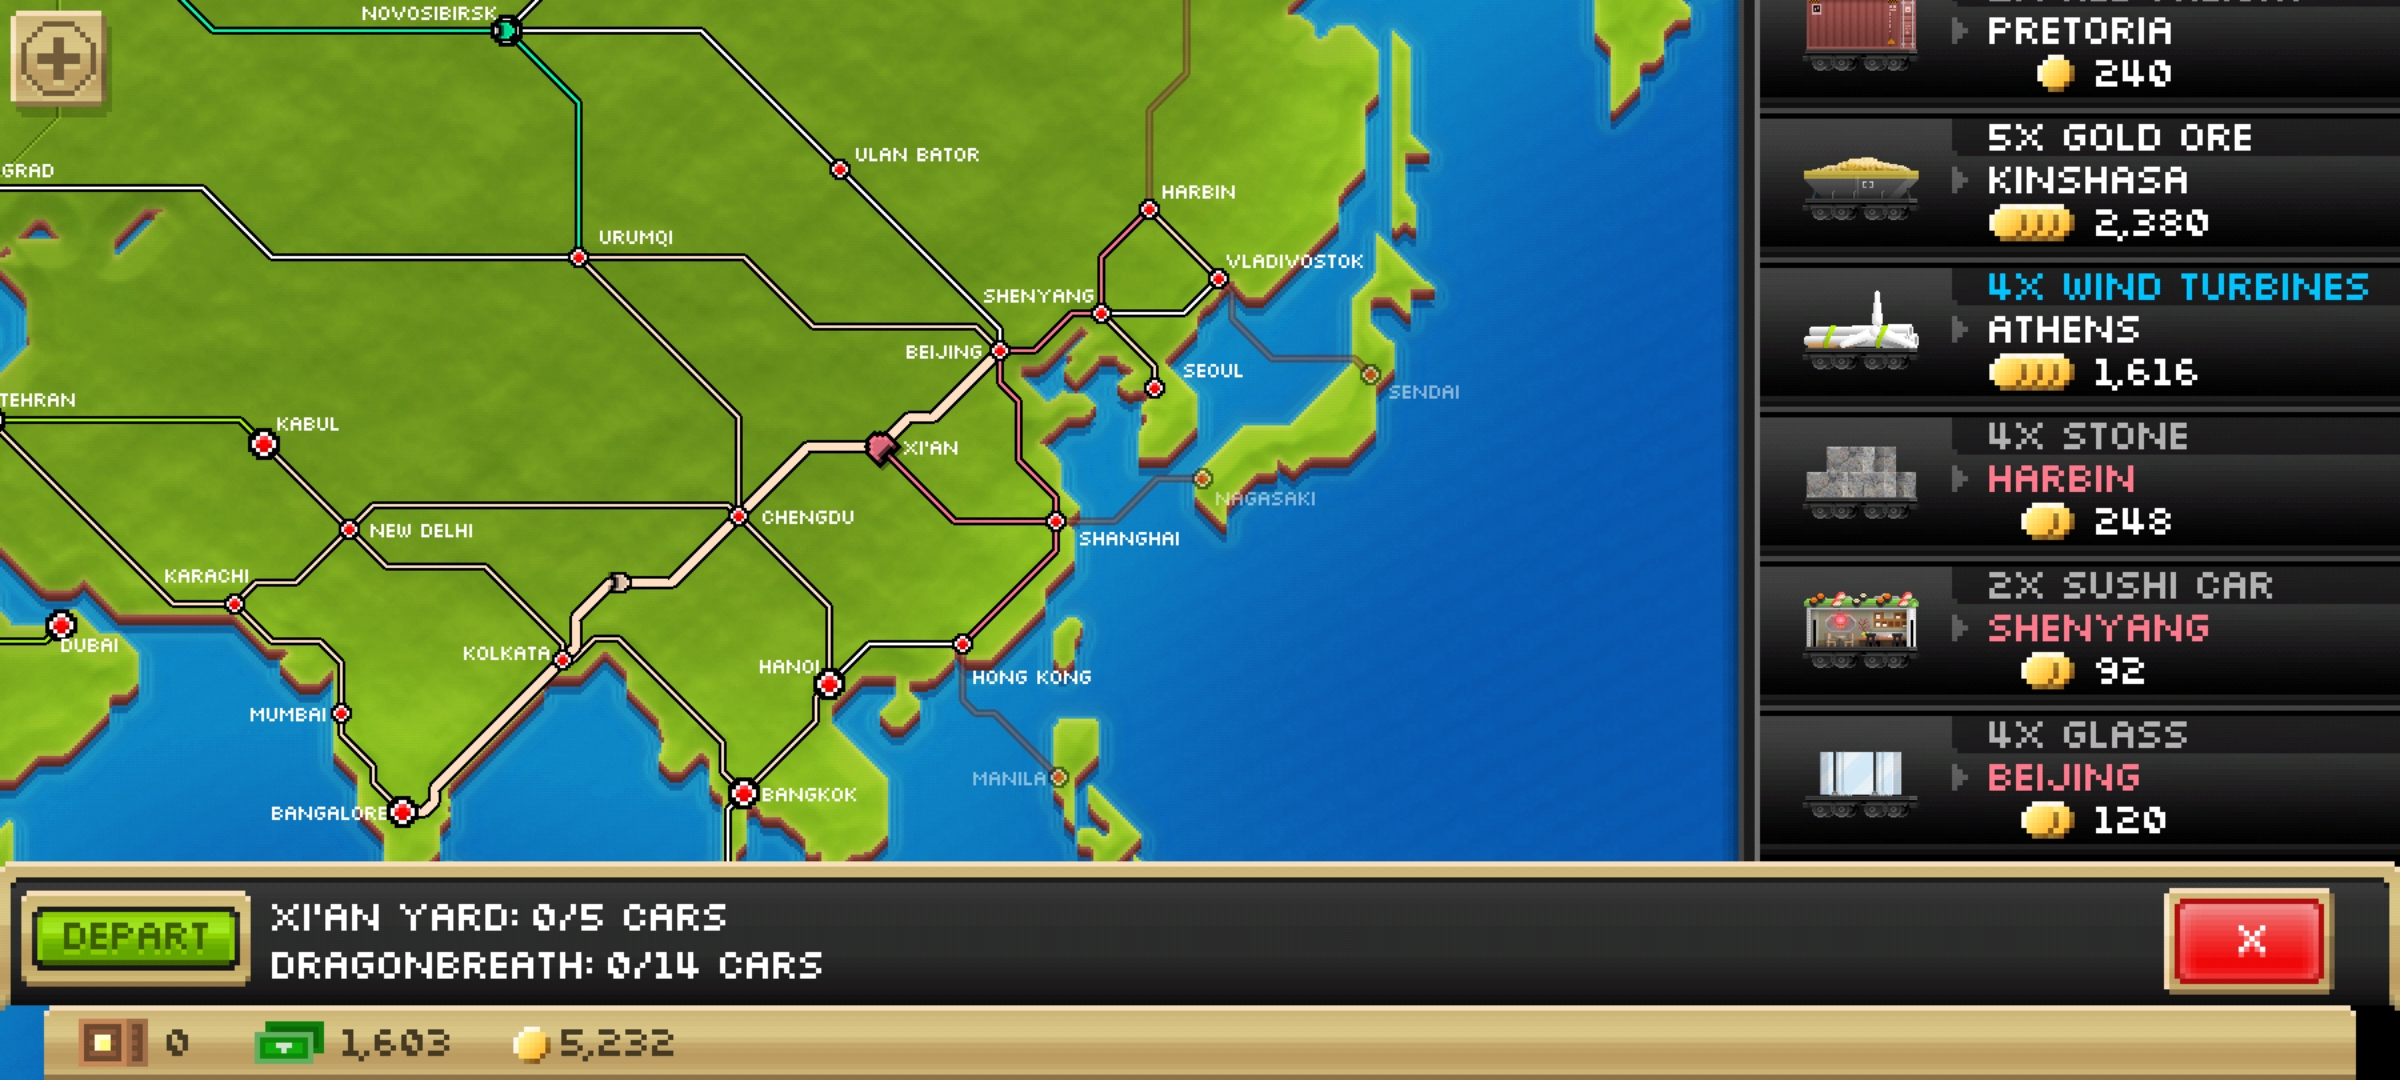 NOVOSIBIRSK
GRAD
ULAN BATOR
HARBIN
URUMQI
VLADIVOSTOK
SHENYANG
BEIJING
SEOUL
SENDAI
TEHRAN
KABUL
XI'AN
NAGASAKI
NEW DELHI
CHENGDU
SHANGHAI
KARACHI
DUBAI
KOLKATA
HANOI
HONG KONG
MUMBAI
MANILA
BANGALORE
BANGKOK
PRETORIA
240
5X GOLD ORE
KINSHASA
2,380
4X WIND TURBINES
ATHENS
1,616
4X STONE
HARBIN
248
2X SUSHI CAR
SHENYANG
92
4X GLASS
BEIJING
120
DEPART
XI'AN YARD: 0/5 CARS
DRAGONBREATH: 0/14 CARS
X
0
1,603
5,232